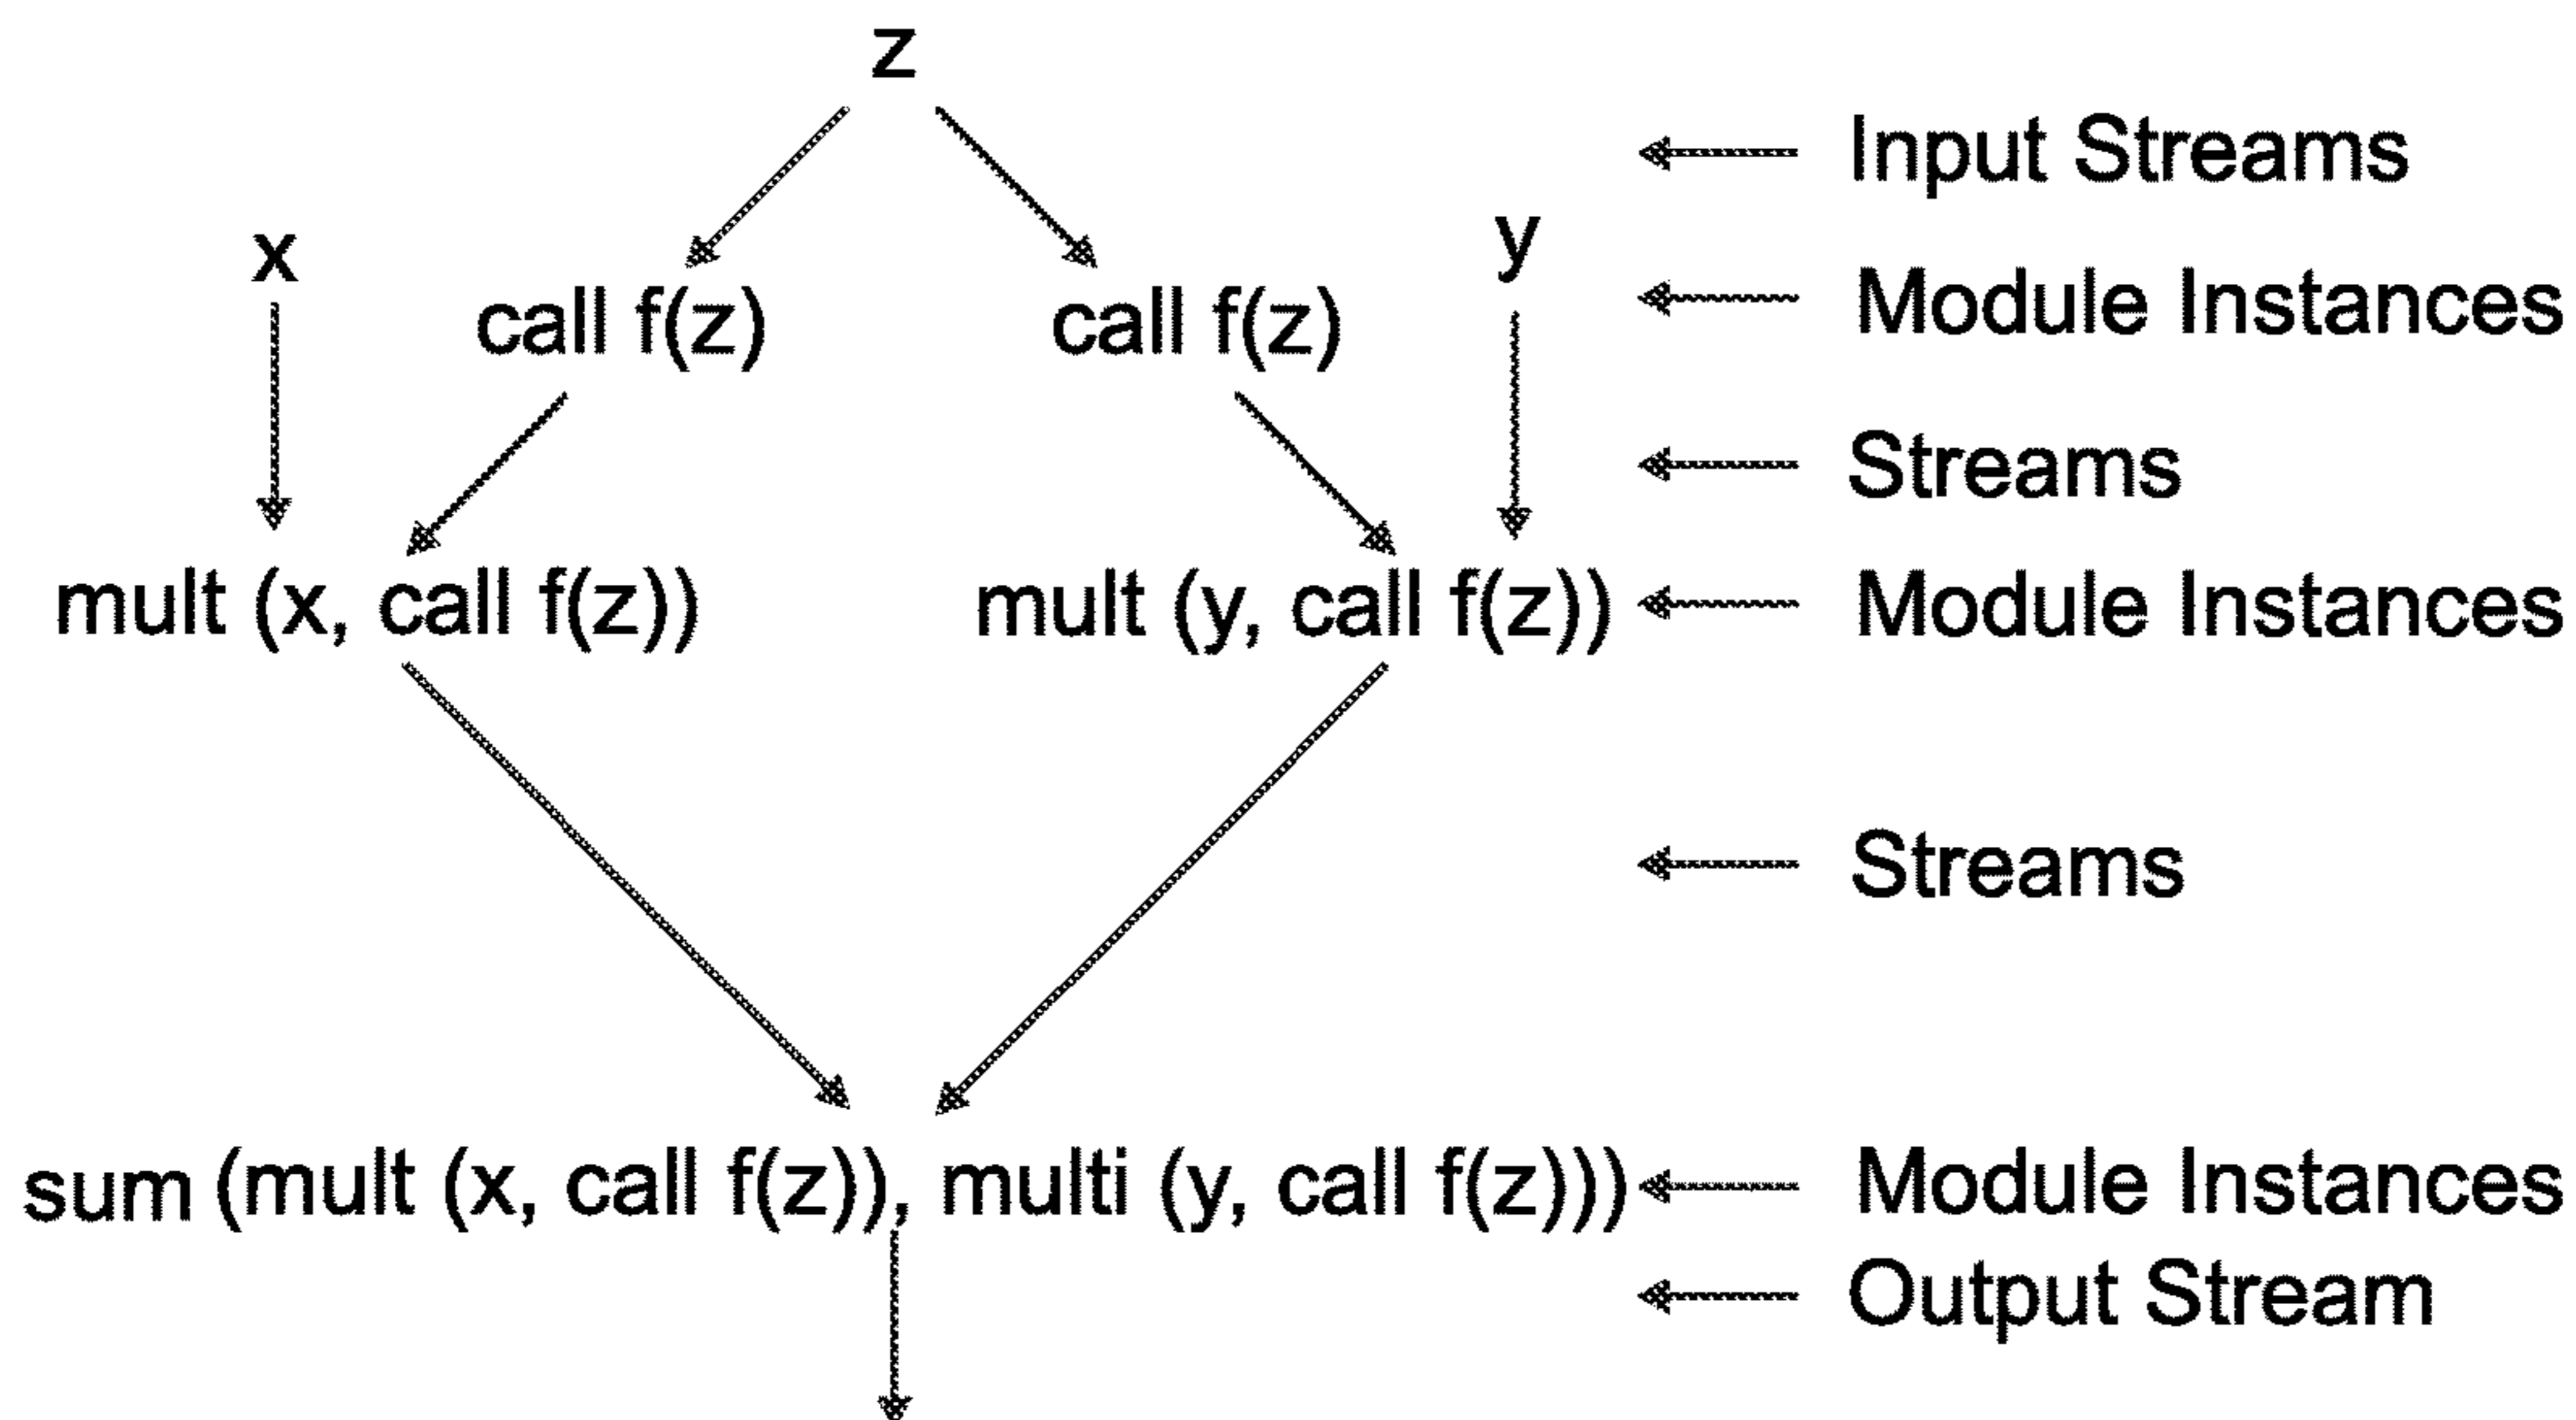 z
Input Streams
x
y
call f(z)
call f(z)
Module Instances
Streams
mult (x, call f(z))
mult (y, call f(z))
Module Instances
Streams
sum (mult (x, call f(z)), multi (y, call f(z)))
Module Instances
Output Stream